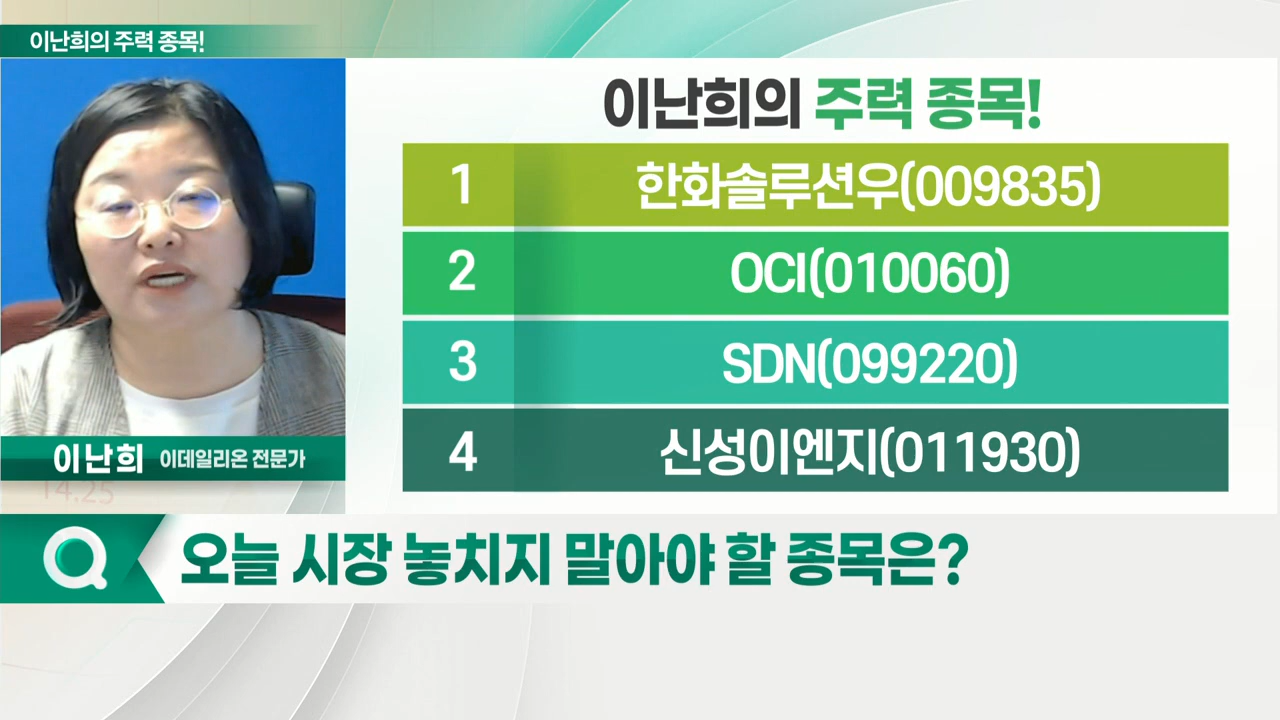 이난희의 주력 종목!
이난희의 주력 종목!
1 한화솔루션우(009835)
2 OCI(010060)
3 SDN(099220)
4 신성이엔지(011930)
이난희 이데일리온 전문가
14.25
Q 오늘 시장 놓치지 말아야 할 종목은?